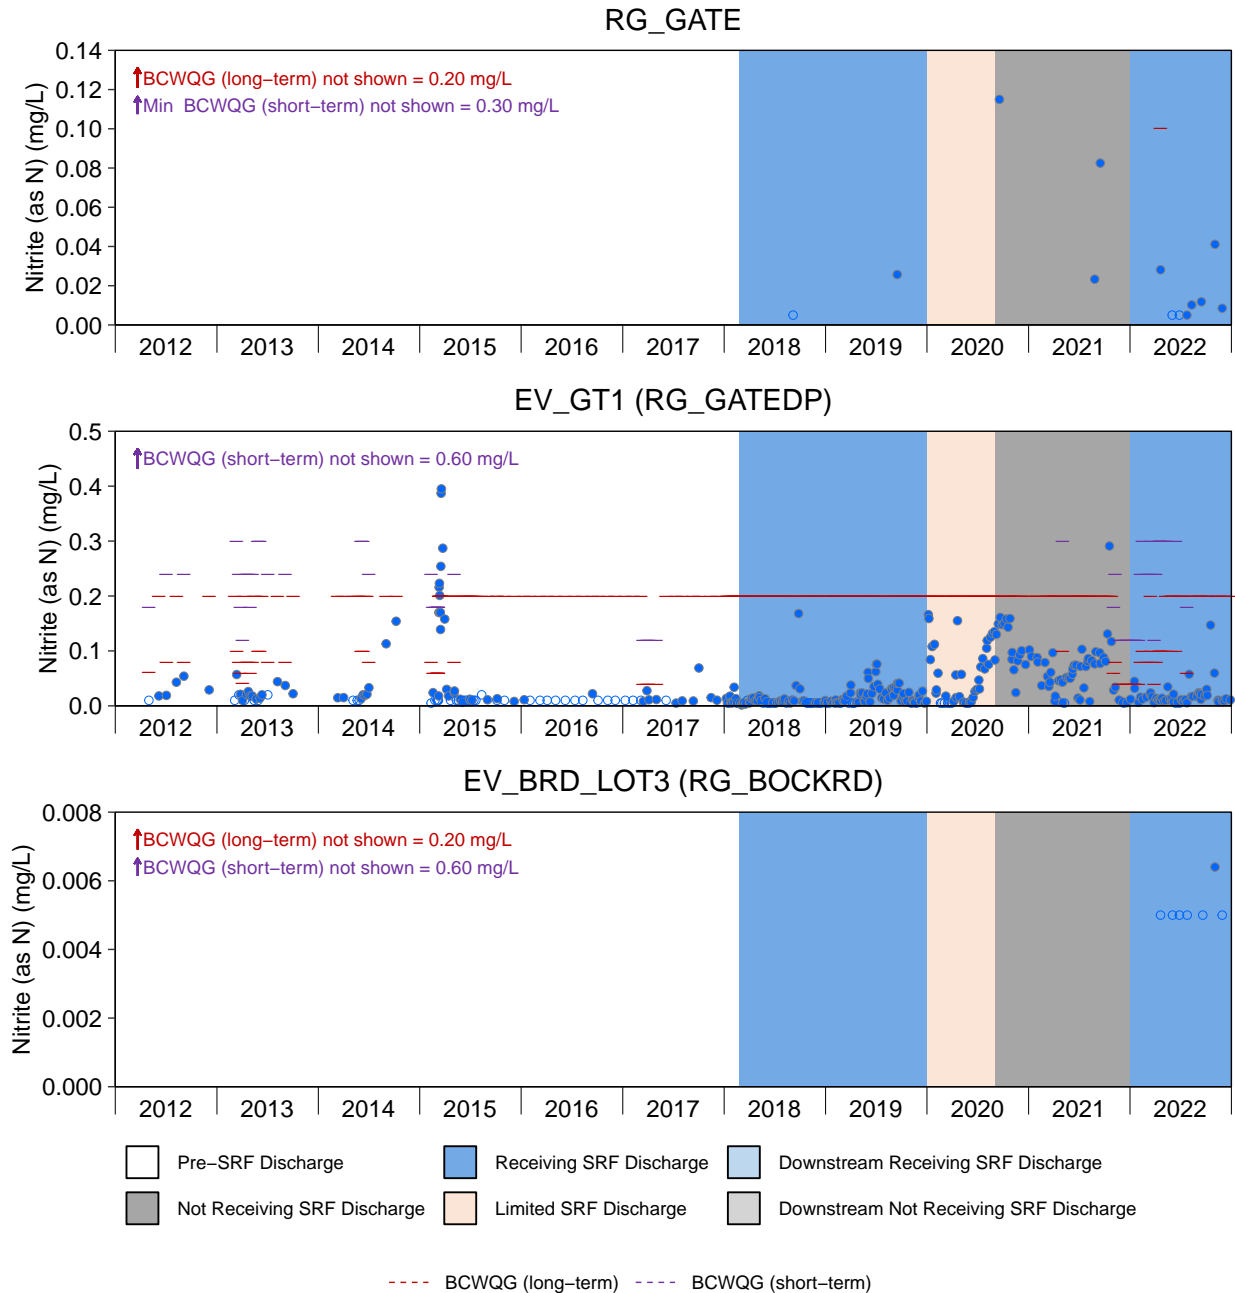 RG_GATE
Nitrite (as N) (mg/L)
0.14
0.12
0.10
0.08
0.06
0.04
0.02
0.00
BCWQG (long−term) not shown = 0.20 mg/L
Min BCWQG (short−term) not shown = 0.30 mg/L
2012 2013 2014 2015 2016 2017 2018 2019 2020 2021 2022
EV_GT1 (RG_GATEDP)
Nitrite (as N) (mg/L)
0.5
0.4
0.3
0.2
0.1
0.0
BCWQG (short−term) not shown = 0.60 mg/L
2012 2013 2014 2015 2016 2017 2018 2019 2020 2021 2022
EV_BRD_LOT3 (RG_BOCKRD)
Nitrite (as N) (mg/L)
0.008
0.006
0.004
0.002
0.000
BCWQG (long−term) not shown = 0.20 mg/L
BCWQG (short−term) not shown = 0.60 mg/L
2012 2013 2014 2015 2016 2017 2018 2019 2020 2021 2022
Pre−SRF Discharge Receiving SRF Discharge Downstream Receiving SRF Discharge
Not Receiving SRF Discharge Limited SRF Discharge Downstream Not Receiving SRF Discharge
BCWQG (long−term) BCWQG (short−term)